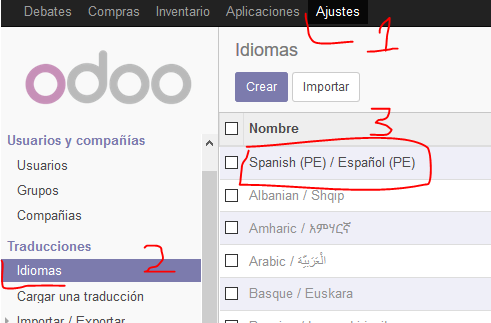 Debates Compras Inventario Aplicaciones Ajustes
1
odoo
Idiomas
Crear Importar
Usuarios y compañías
Usuarios
Grupos
Compañias
Traducciones
Idiomas
2
Cargar una traducción
Importar / Exportar
Nombre
3
Spanish (PE) / Español (PE)
Albanian / Shqip
Amharic / አምሃርኛ
Arabic / الْعَرَبيّة
Basque / Euskara